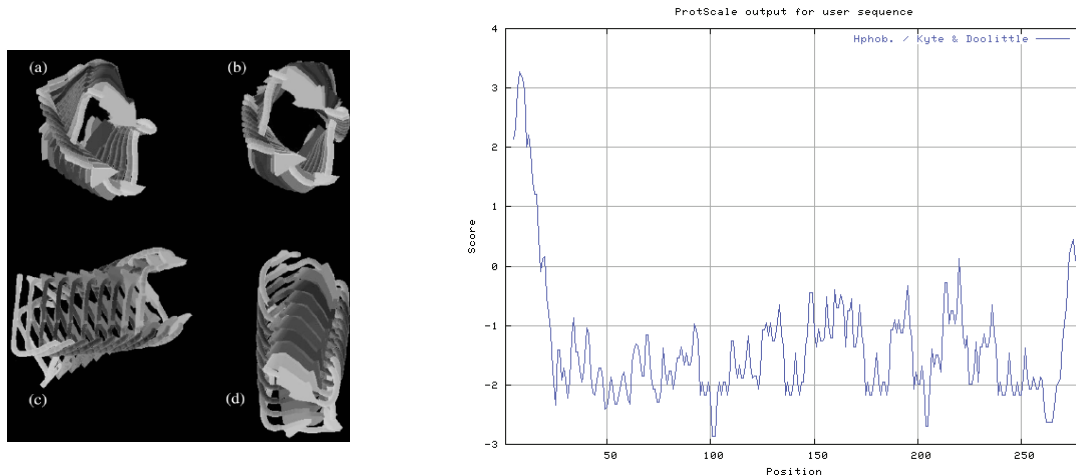 (a)
(b)
(c)
(d)
ProtScale output for user sequence
Hphob. / Kyte & Doolittle
4
3
2
1
0
-1
-2
-3
Score
50
100
150
200
250
Position